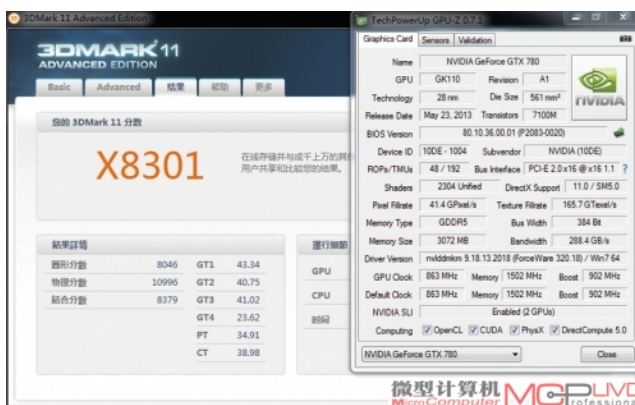 3DMark 11 Advanced Edition
3DMARK 11
ADVANCED EDITION
Basic Advanced 結果 幫助 更多
您的 3DMark 11 分数
X8301
結果詳情
圖形分數 8046 GT1 43.34
物理分數 10996 GT2 40.75
結合分數 8379 GT3 41.02
GT4 23.62
PT 34.91
CT 38.98
GPU
CPU
TechPowerUp GPU-Z 0.7.1
Graphics Card Sensors Validation
Name NVIDIA GeForce GTX 780
GPU GK110 Revision A1
Technology 28 nm Die Size 561 mm²
Release Date May 23, 2013 Transistors 7100M
BIOS Version 80.10.36.00.01 (P2083-0020)
Device ID 10DE - 1004 Subvendor NVIDIA (10DE)
ROPs/TMUs 48 / 192 Bus Interface PCI-E 2.0 x16 @ x16 1.1 ?
Shaders 2304 Unified DirectX Support 11.0 / SM5.0
Pixel Fillrate 41.4 GPixel/s Texture Fillrate 165.7 GTexel/s
Memory Type GDDR5 Bus Width 384 Bit
Memory Size 3072 MB Bandwidth 288.4 GB/s
Driver Version nvlddmkm 9.18.13.2018 (ForceWare 320.18) / Win7 64
GPU Clock 863 MHz Memory 1502 MHz Boost 902 MHz
Default Clock 863 MHz Memory 1502 MHz Boost 902 MHz
NVIDIA SLI Enabled (2 GPUs)
Computing OpenCL CUDA PhysX DirectCompute 5.0
NVIDIA GeForce GTX 780 Close
NVIDIA
微型计算机
MicroComputer